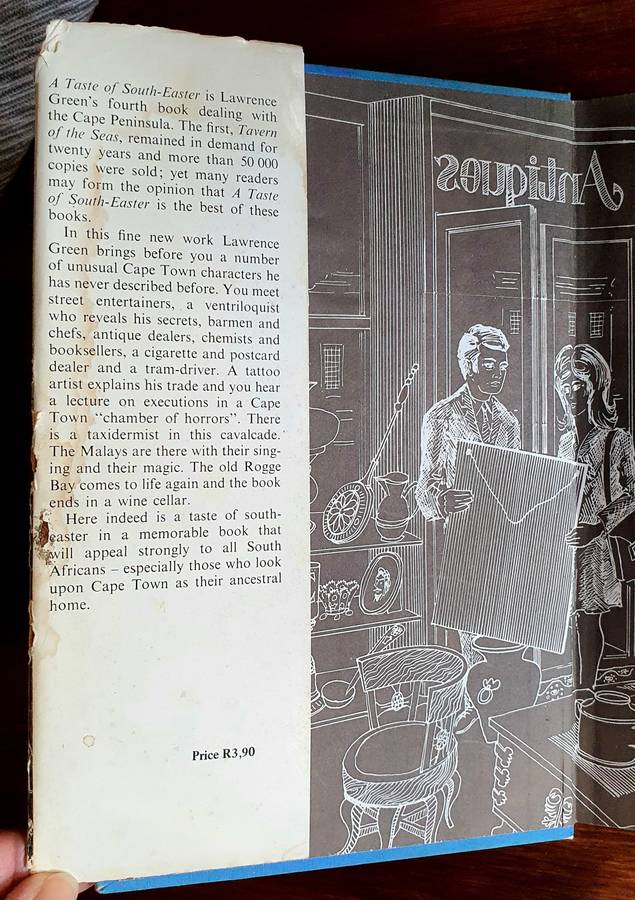 A Taste of South-Easter is Lawrence
Green's fourth book dealing with
the Cape Peninsula. The first, Tavern
of the Seas, remained in demand for
twenty years and more than 50 000
copies were sold; yet many readers
may form the opinion that A Taste
of South-Easter is the best of these
books.
In this fine new work Lawrence
Green brings before you a number
of unusual Cape Town characters he
has never described before. You meet
street entertainers, a ventriloquist
who reveals his secrets, barmen and
chefs, antique dealers, chemists and
booksellers, a cigarette and postcard
dealer and a tram-driver. A tattoo
artist explains his trade and you hear
a lecture on executions in a Cape
Town "chamber of horrors". There
is a taxidermist in this cavalcade.
The Malays are there with their sing-
ing and their magic. The old Rogge
Bay comes to life again and the book
ends in a wine cellar.
Here indeed is a taste of south-
easter in a memorable book that
will appeal strongly to all South
Africans – especially those who look
upon Cape Town as their ancestral
home.
Price R3,90
Antiques